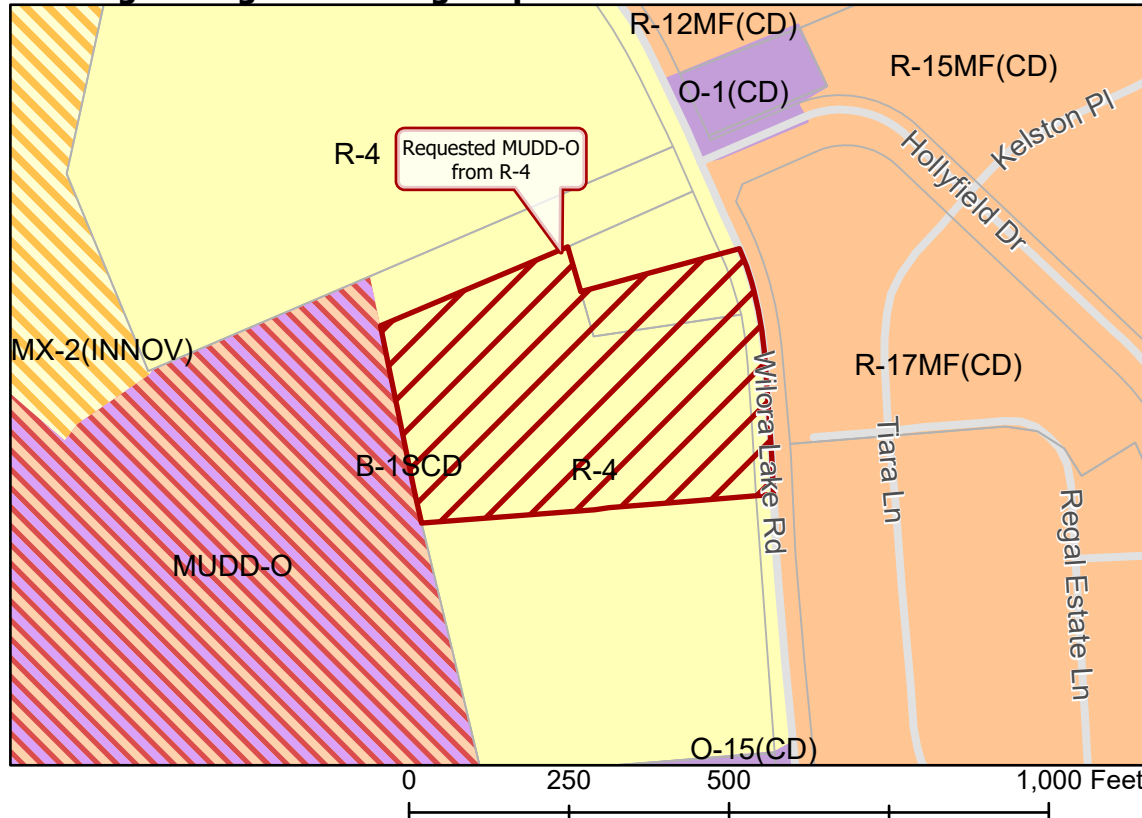 R-12MF(CD)
R-15MF(CD)
O-1(CD)
Kelston Pl
Hollyfield Dr
R-4
Requested MUDD-O
from R-4
MX-2(INNOV)
R-17MF(CD)
Wilora Lake Rd
B-1SCD
R-4
Tiara Ln
Regal Estate Ln
MUDD-O
O-15(CD)
0 250 500 1,000 Feet